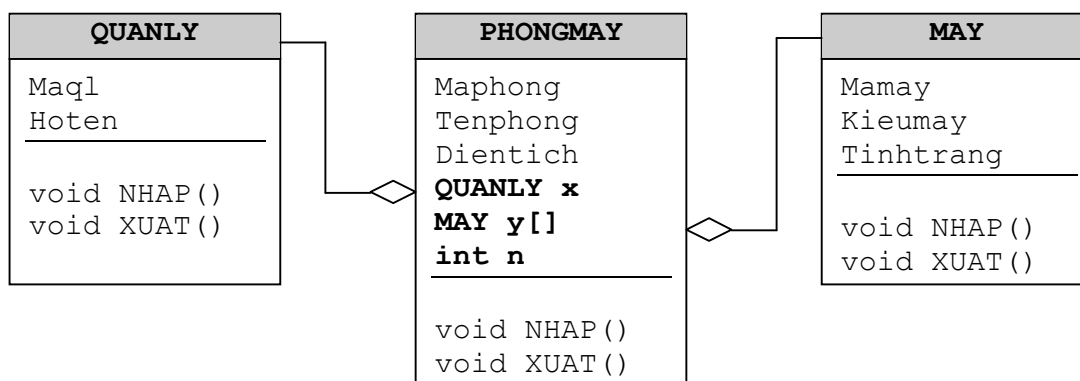 QUANLY
Maql
Hoten
void NHAP()
void XUAT()
PHONGMAY
Maphong
Tenphong
Dientich
QUANLY x
MAY y[]
int n
void NHAP()
void XUAT()
MAY
Mamay
Kieumay
Tinhtrang
void NHAP()
void XUAT()